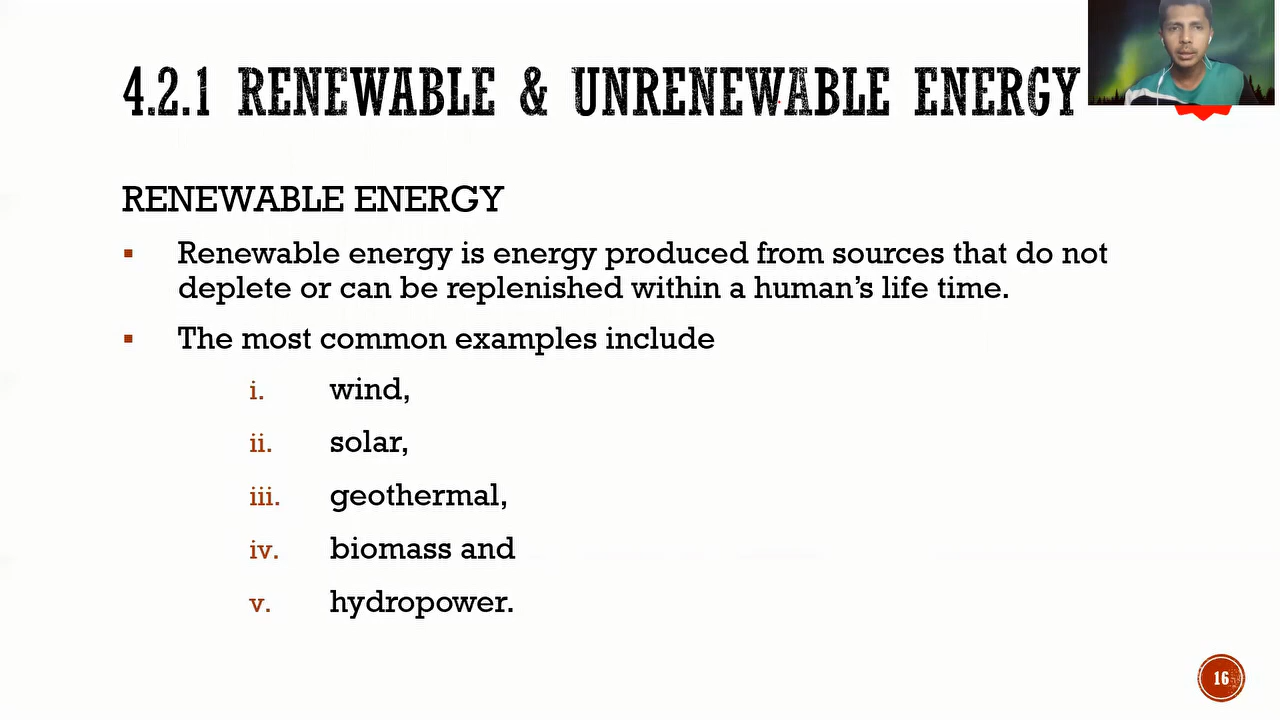 4.2.1 RENEWABLE & UNRENEWABLE ENERGY
RENEWABLE ENERGY
▪ Renewable energy is energy produced from sources that do not
deplete or can be replenished within a human’s life time.
▪ The most common examples include
i. wind,
ii. solar,
iii. geothermal,
iv. biomass and
v. hydropower.
16